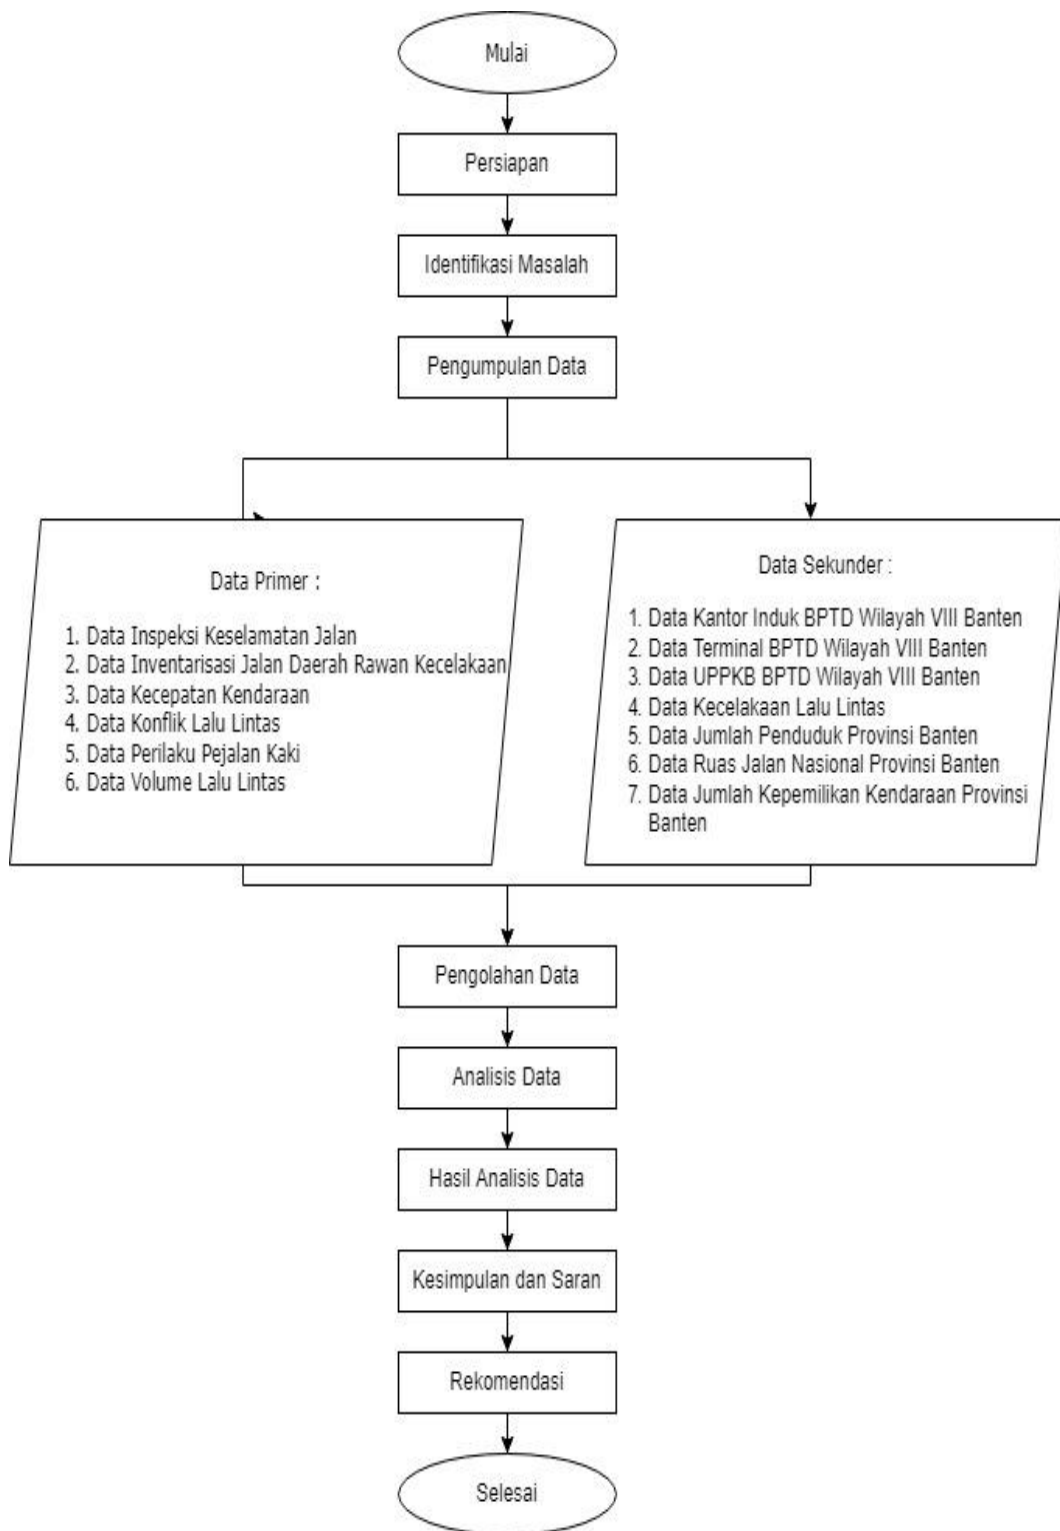 Mulai
Persiapan
Identifikasi Masalah
Pengumpulan Data
Data Primer :
1. Data Inspeksi Keselamatan Jalan
2. Data Inventarisasi Jalan Daerah Rawan Kecelakaan
3. Data Kecepatan Kendaraan
4. Data Konflik Lalu Lintas
5. Data Perilaku Pejalan Kaki
6. Data Volume Lalu Lintas
Data Sekunder :
1. Data Kantor Induk BPTD Wilayah VIII Banten
2. Data Terminal BPTD Wilayah VIII Banten
3. Data UPPKB BPTD Wilayah VIII Banten
4. Data Kecelakaan Lalu Lintas
5. Data Jumlah Penduduk Provinsi Banten
6. Data Ruas Jalan Nasional Provinsi Banten
7. Data Jumlah Kepemilikan Kendaraan Provinsi
Banten
Pengolahan Data
Analisis Data
Hasil Analisis Data
Kesimpulan dan Saran
Rekomendasi
Selesai